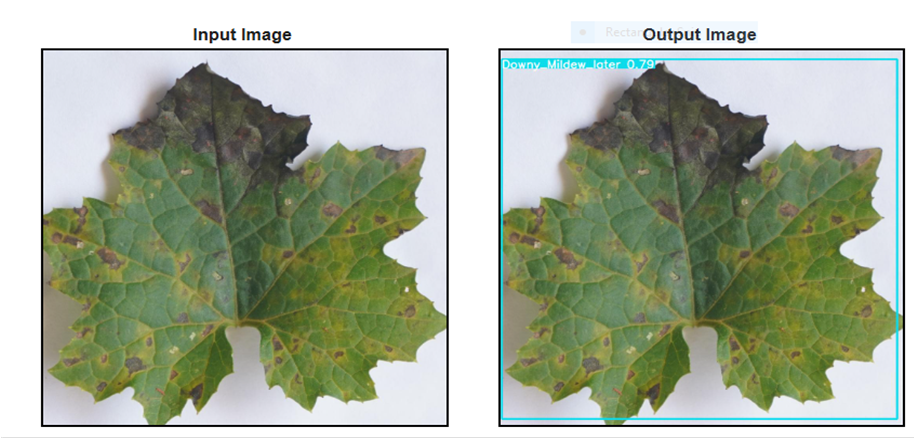 Input Image
Output Image
Downy_Mildew_later 0.79